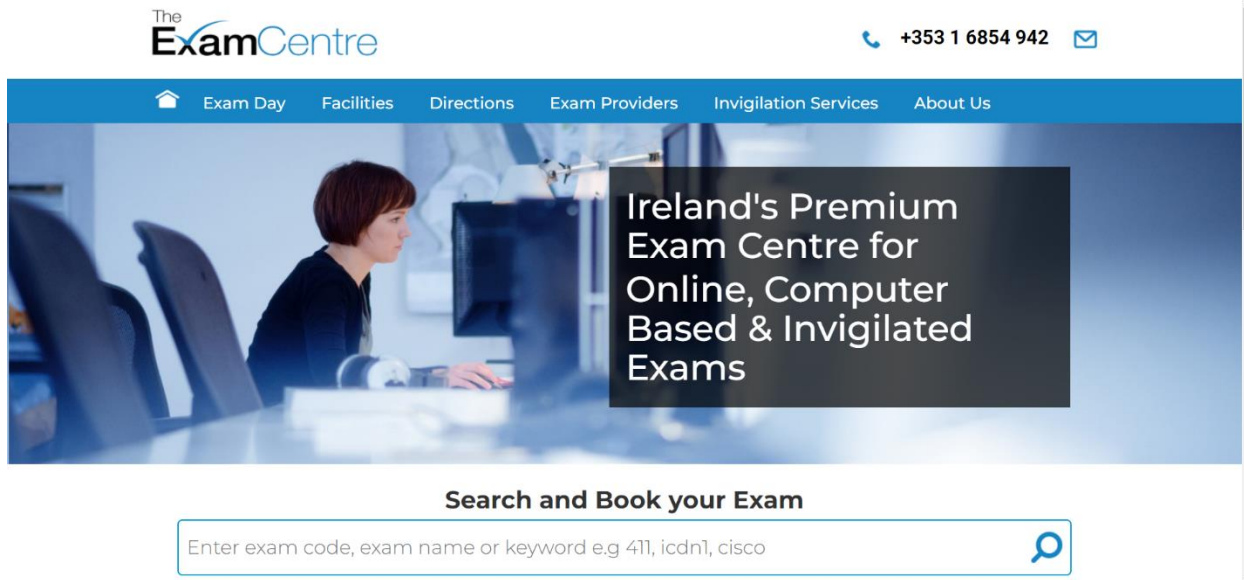 The
ExamCentre
+353 1 6854 942
Exam Day Facilities Directions Exam Providers Invigilation Services About Us
Ireland's Premium
Exam Centre for
Online, Computer
Based & Invigilated
Exams
Search and Book your Exam
Enter exam code, exam name or keyword e.g 411, icdn1, cisco